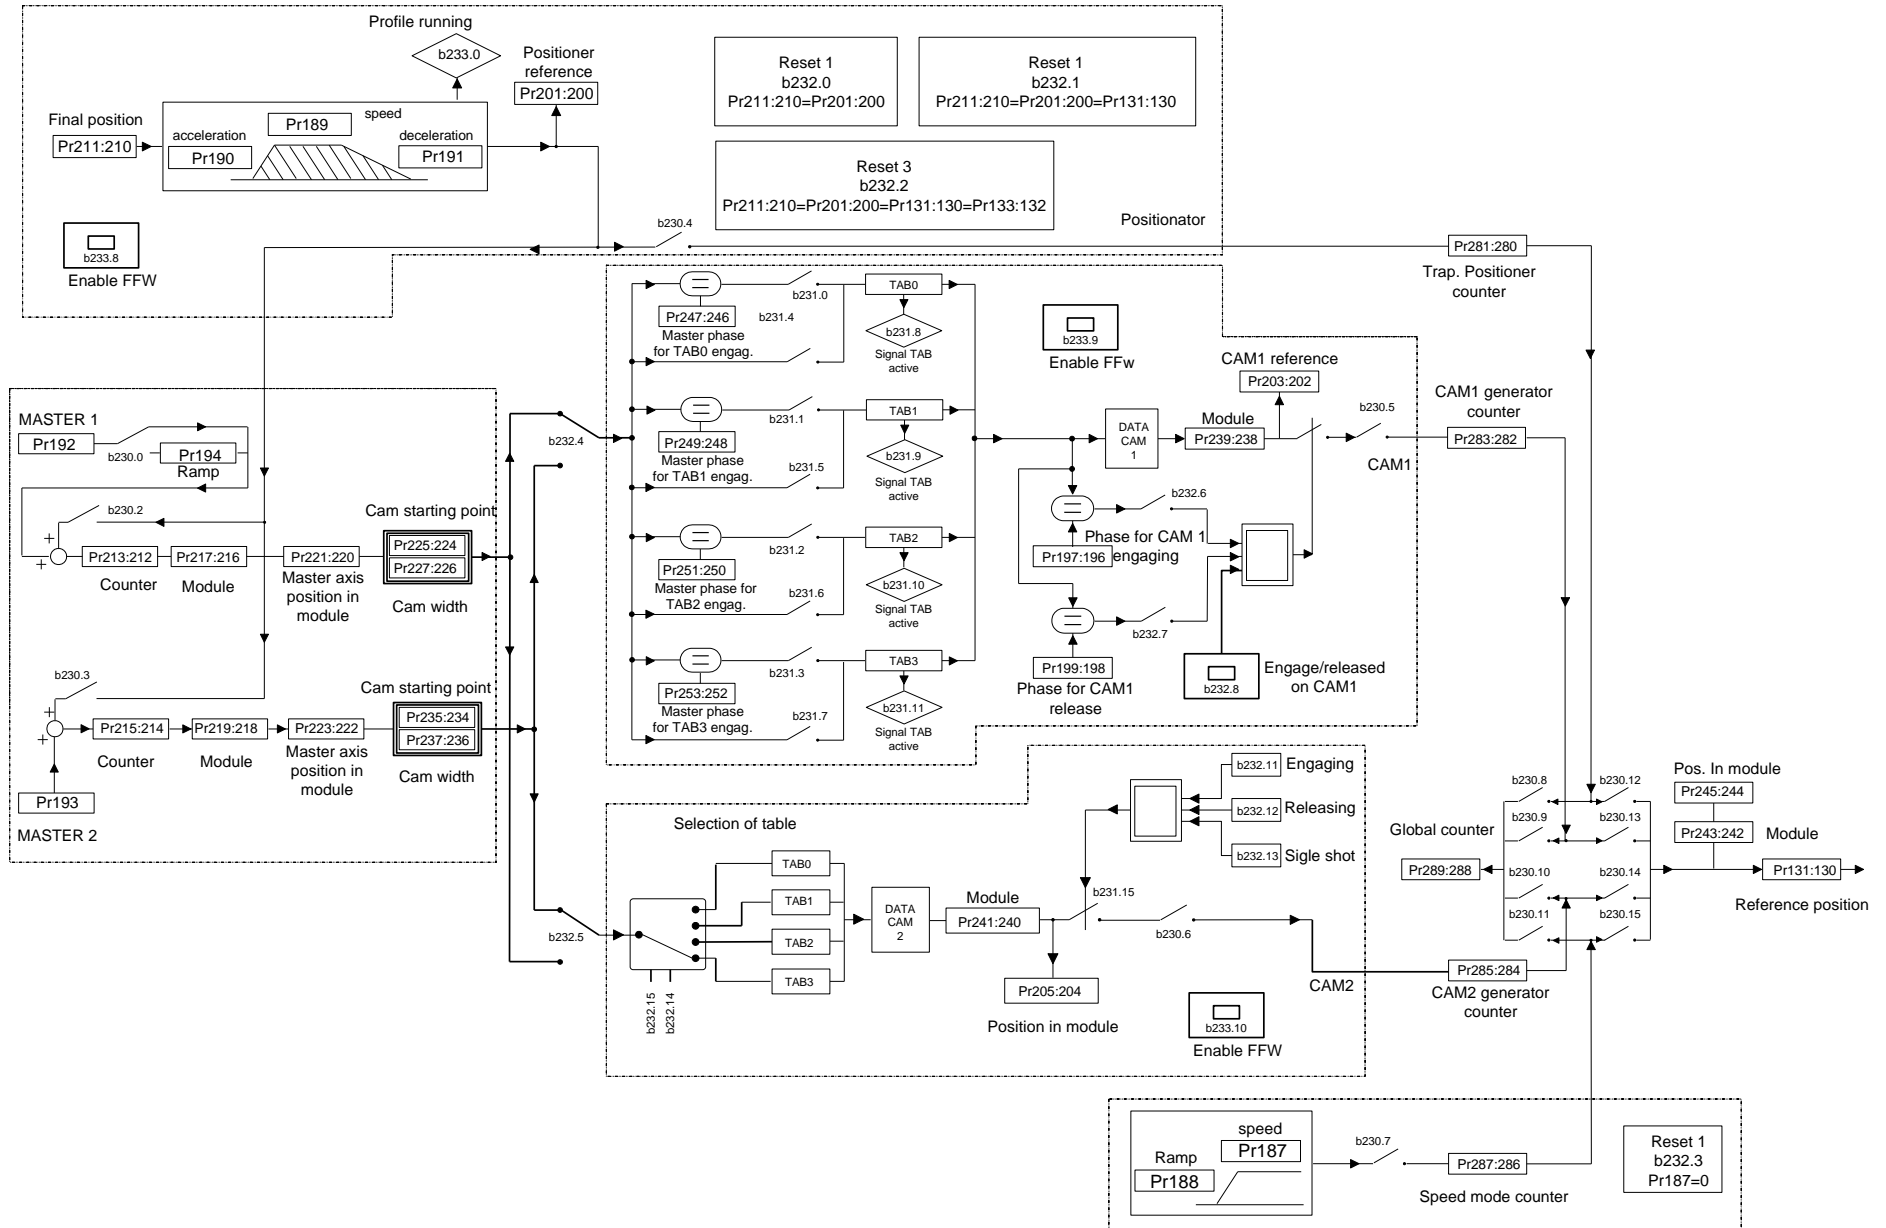 Profile running
b233.0
Positioner
reference
Pr201:200
Final position
Pr211:210
acceleration
Pr190
Pr189
speed
deceleration
Pr191
Reset 1
b232.0
Pr211:210=Pr201:200
Reset 1
b232.1
Pr211:210=Pr201:200=Pr131:130
Reset 3
b232.2
Pr211:210=Pr201:200=Pr131:130=Pr133:132
Positionator
b233.8
Enable FFW
b230.4
Pr281:280
Trap. Positioner
counter
MASTER 1
Pr192
b230.0
Pr194
Ramp
b230.2
+
+
Pr213:212
Counter
Pr217:216
Module
Pr221:220
Master axis
position in
module
Cam starting point
Pr225:224
Pr227:226
Cam width
b230.3
+
+
Pr215:214
Counter
Pr219:218
Module
Pr223:222
Master axis
position in
module
Cam starting point
Pr235:234
Pr237:236
Cam width
Pr193
MASTER 2
b232.4
b232.5
Pr247:246
Master phase
for TAB0 engag.
b231.0
b231.4
TAB0
b231.8
Signal TAB
active
Pr249:248
Master phase
for TAB1 engag.
b231.1
b231.5
TAB1
b231.9
Signal TAB
active
Pr251:250
Master phase for
TAB2 engag.
b231.2
b231.6
TAB2
b231.10
Signal TAB
active
Pr253:252
Master phase
for TAB3 engag.
b231.3
b231.7
TAB3
b231.11
Signal TAB
active
b233.9
Enable FFw
CAM1 reference
Pr203:202
DATA
CAM
1
Module
Pr239:238
b230.5
CAM1
CAM1 generator
counter
Pr283:282
b232.6
Phase for CAM 1
engaging
Pr197:196
b232.7
Pr199:198
Phase for CAM1
release
b232.8
Engage/released
on CAM1
Selection of table
TAB0
TAB1
TAB2
TAB3
b232.15
b232.14
DATA
CAM
2
Module
Pr241:240
Pr205:204
Position in module
b231.15
b232.11
Engaging
b232.12
Releasing
b232.13
Sigle shot
b230.6
CAM2
b233.10
Enable FFW
Pr285:284
CAM2 generator
counter
Global counter
Pr289:288
b230.8
b230.9
b230.10
b230.11
b230.12
b230.13
b230.14
b230.15
Pos. In module
Pr245:244
Pr243:242
Module
Pr131:130
Reference position
speed
Pr187
Ramp
Pr188
b230.7
Pr287:286
Speed mode counter
Reset 1
b232.3
Pr187=0